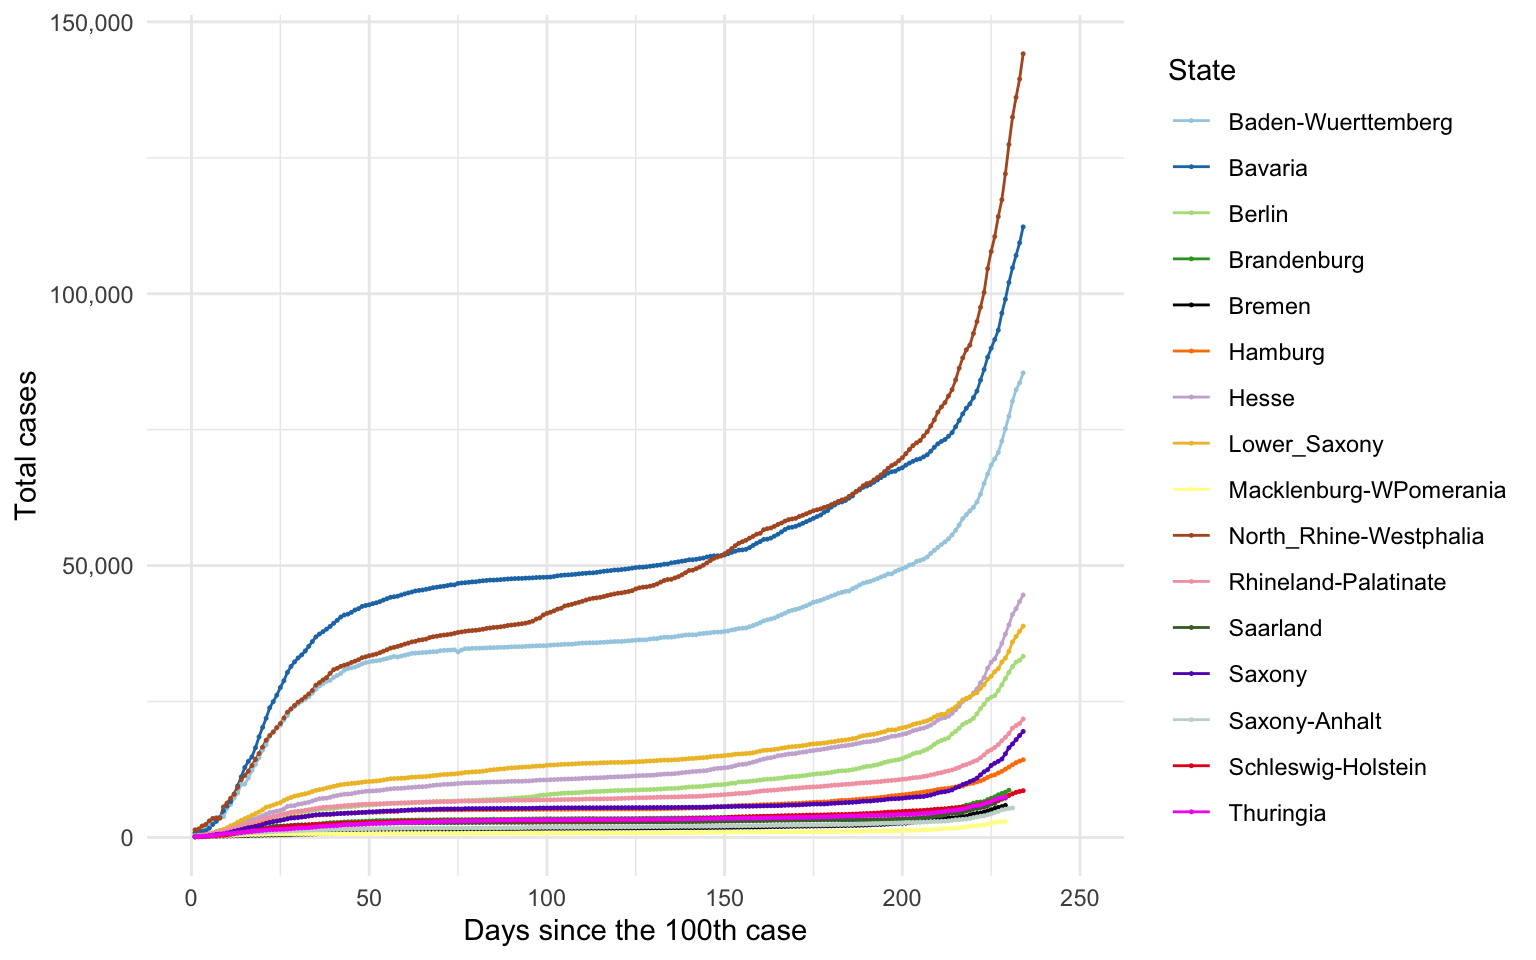 150,000
100,000
50,000
0
Total cases
0 50 100 150 200 250
Days since the 100th case
State
Baden-Wuerttemberg
Bavaria
Berlin
Brandenburg
Bremen
Hamburg
Hesse
Lower_Saxony
Macklenburg-WPomerania
North_Rhine-Westphalia
Rhineland-Palatinate
Saarland
Saxony
Saxony-Anhalt
Schleswig-Holstein
Thuringia